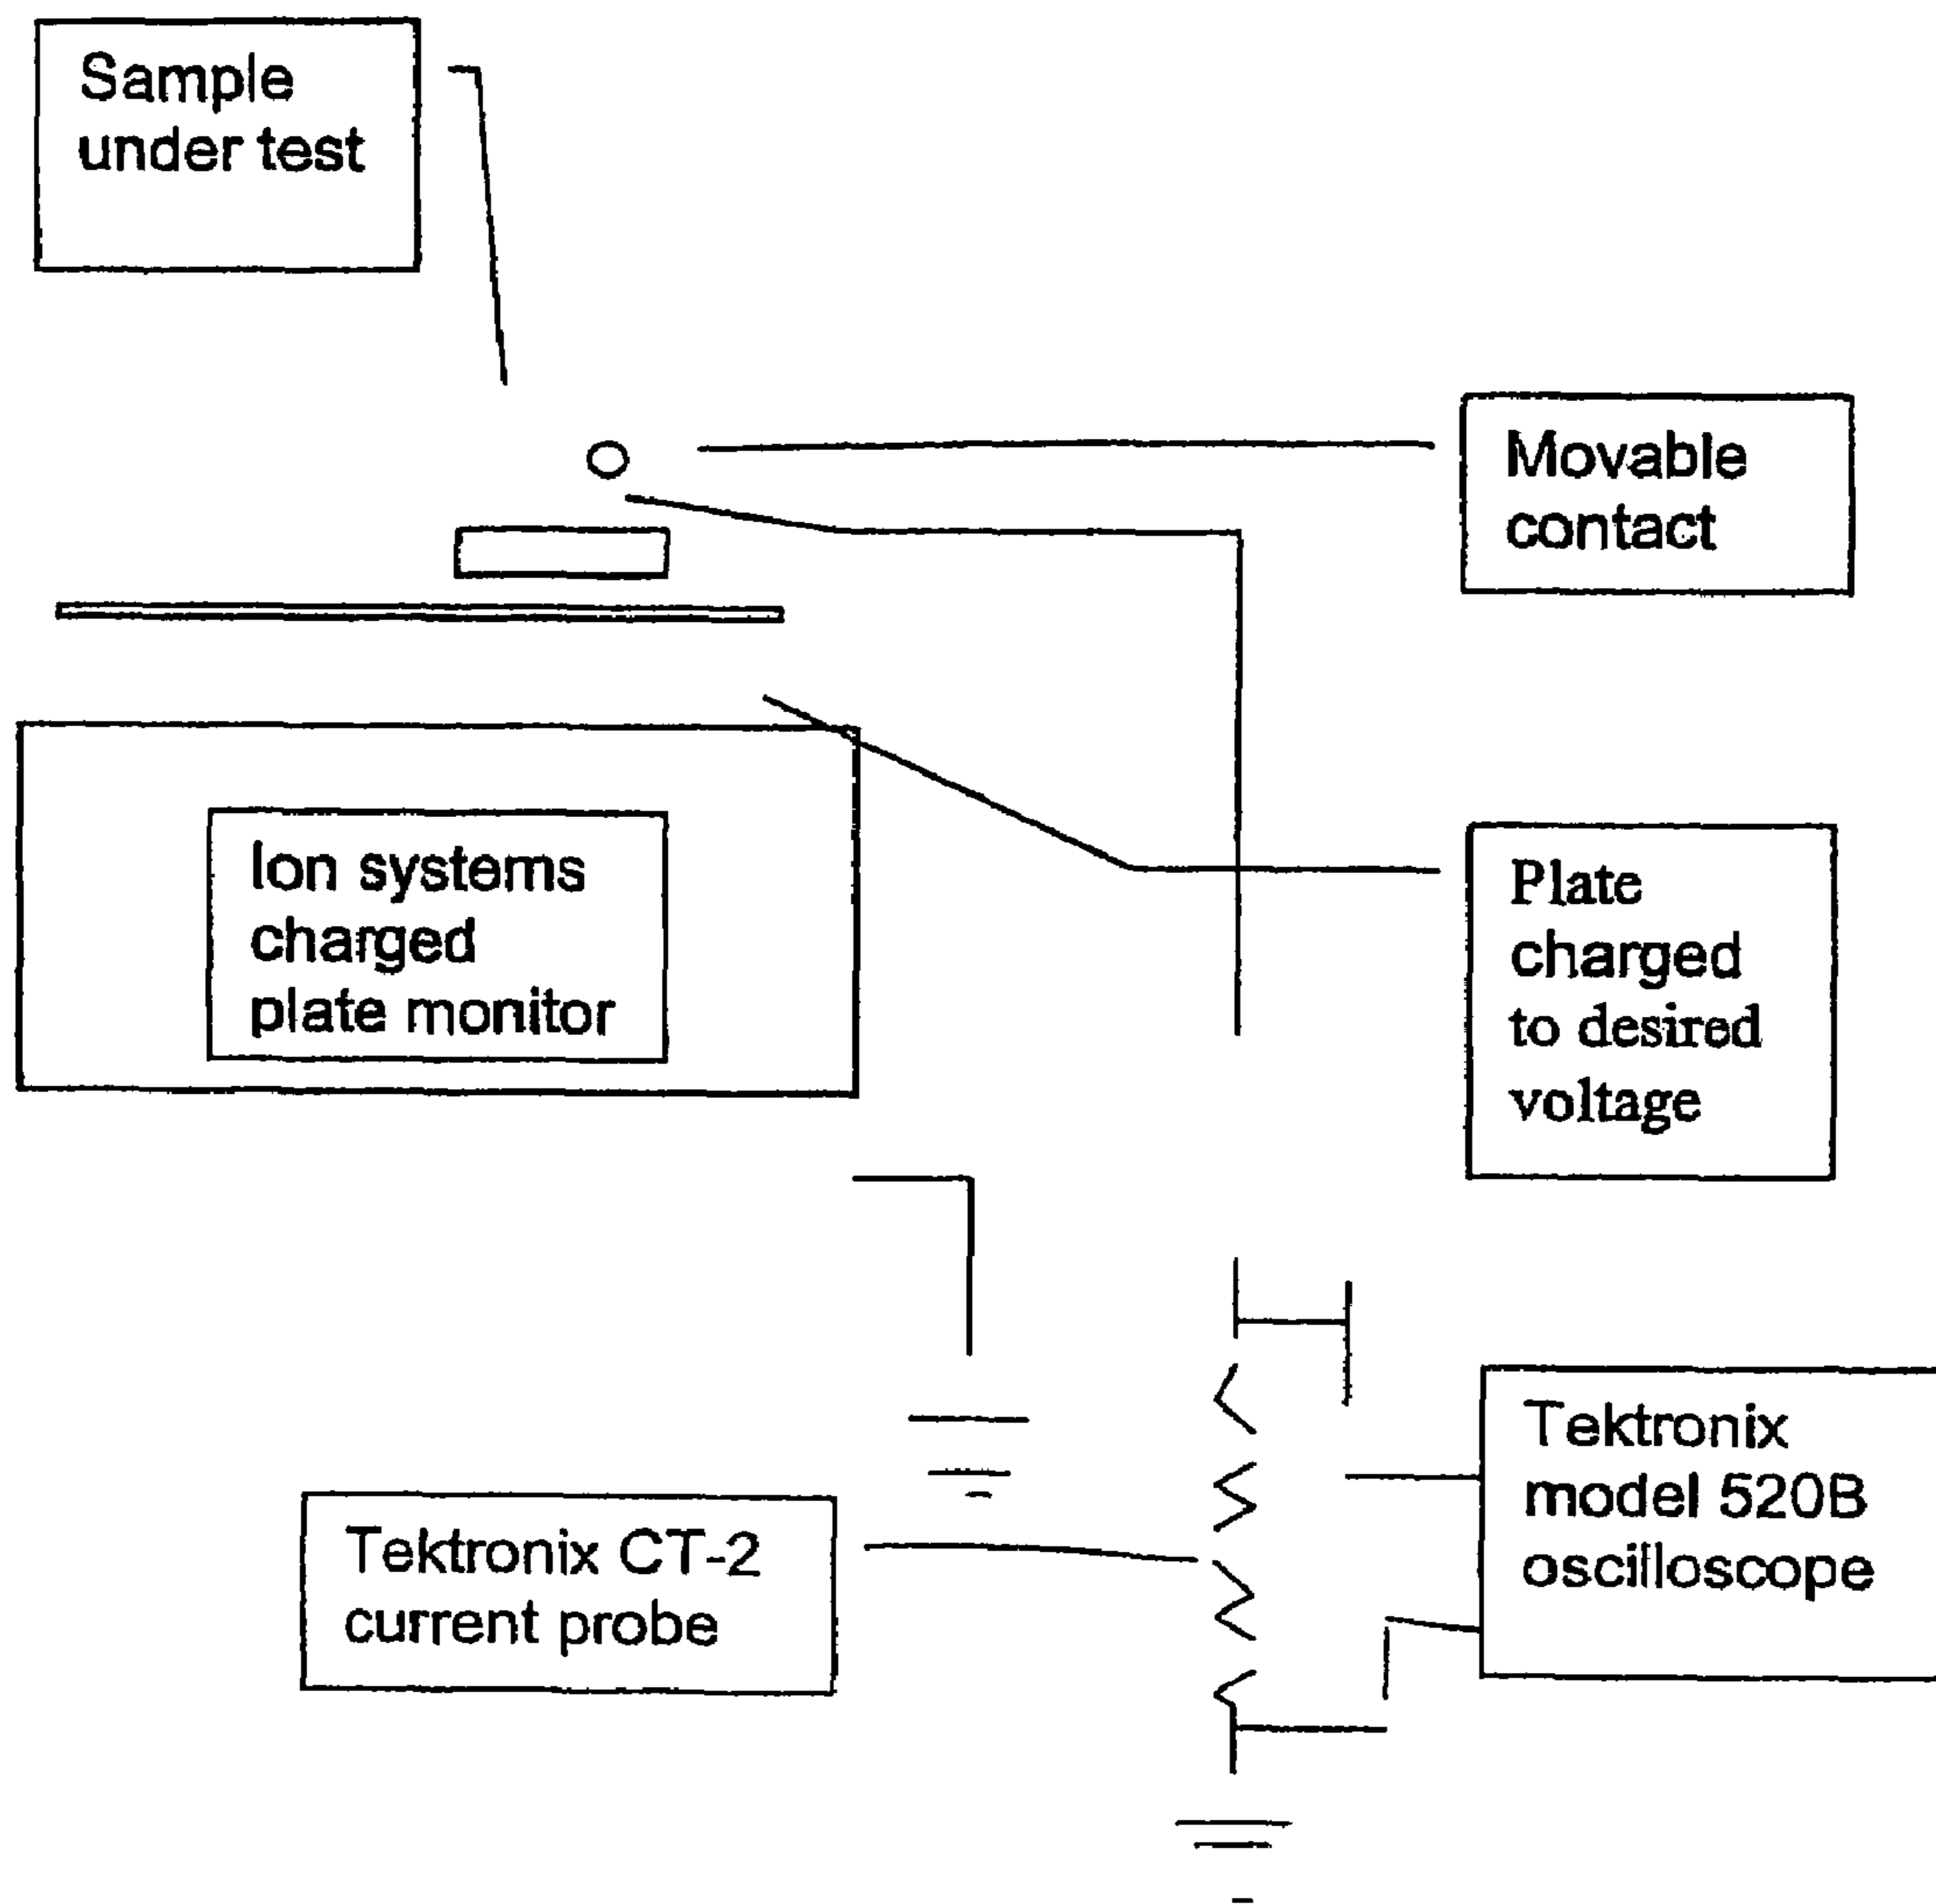 Sample
under test
Movable
contact
Ion systems
charged
plate monitor
Plate
charged
to desired
voltage
Tektronix
model 520B
oscilloscope
Tektronix CT-2
current probe